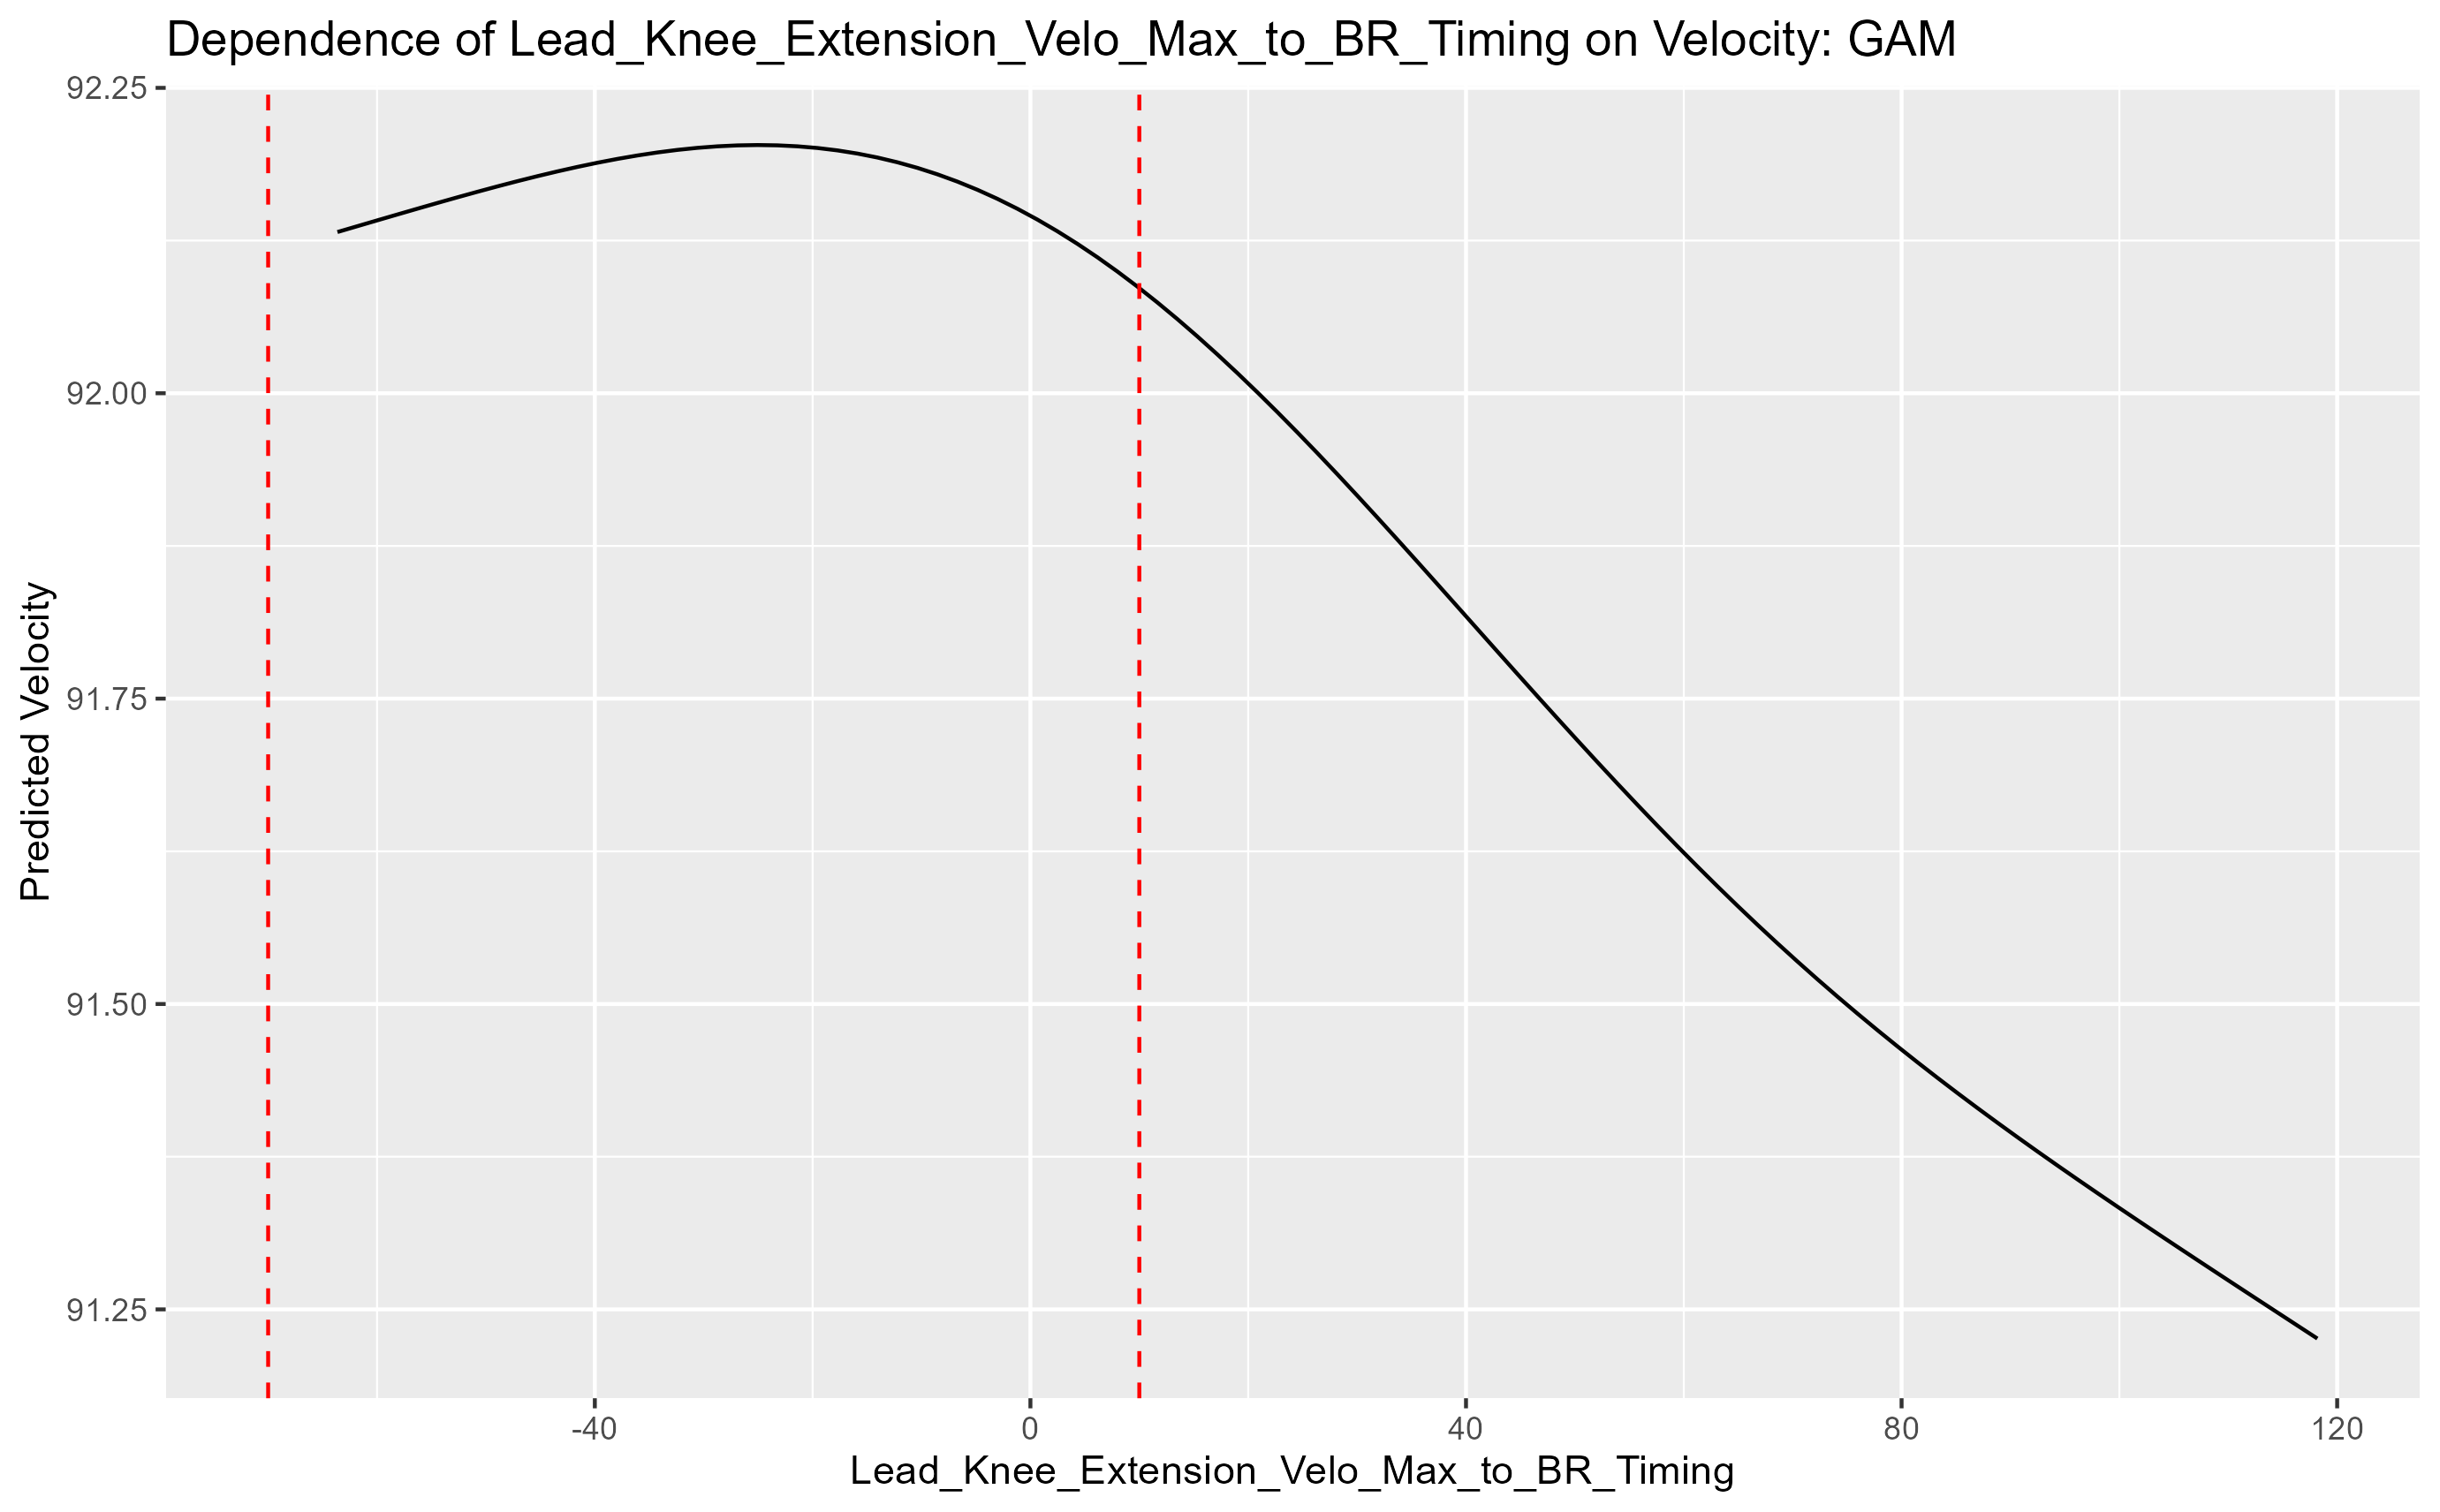 Dependence of Lead_Knee_Extension_Velo_Max_to_BR_Timing on Velocity: GAM
92.25
92.00
91.75
91.50
91.25
Predicted Velocity
-40 0 40 80 120
Lead_Knee_Extension_Velo_Max_to_BR_Timing